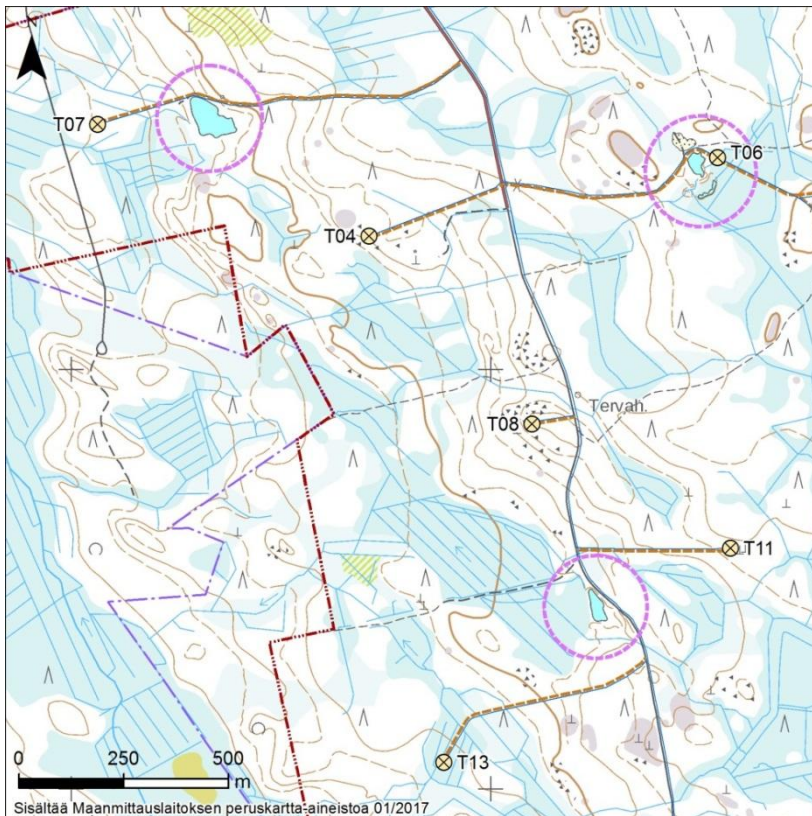 N
T07
T06
T04
Tervah.
T08
T11
T13
0 250 500
m
Sisältää Maanmittauslaitoksen peruskartta-aineistoa 01/2017